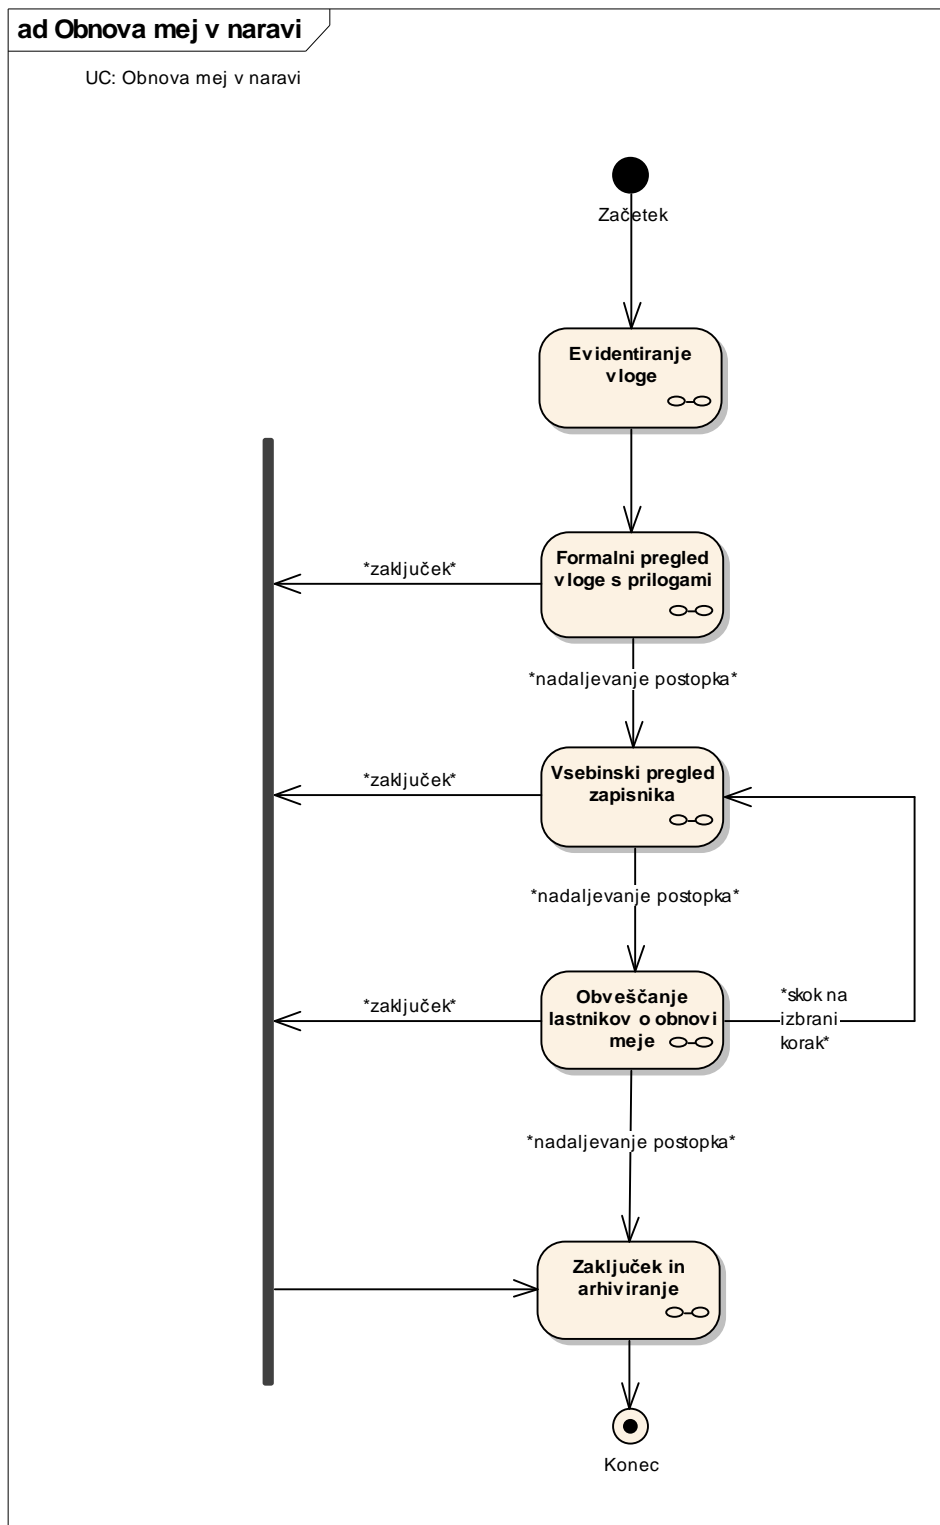 ad Obnova mej v naravi
UC: Obnova mej v naravi
Začetek
Evidentiranje
vloge
Formalni pregled
vloge s prilogami
*zaključek*
*nadaljevanje postopka*
Vsebinski pregled
zapisnika
*zaključek*
*nadaljevanje postopka*
Obveščanje
lastnikov o obnovi
meje
*zaključek*
*skok na
izbrani
korak*
*nadaljevanje postopka*
Zaključek in
arhiviranje
Konec